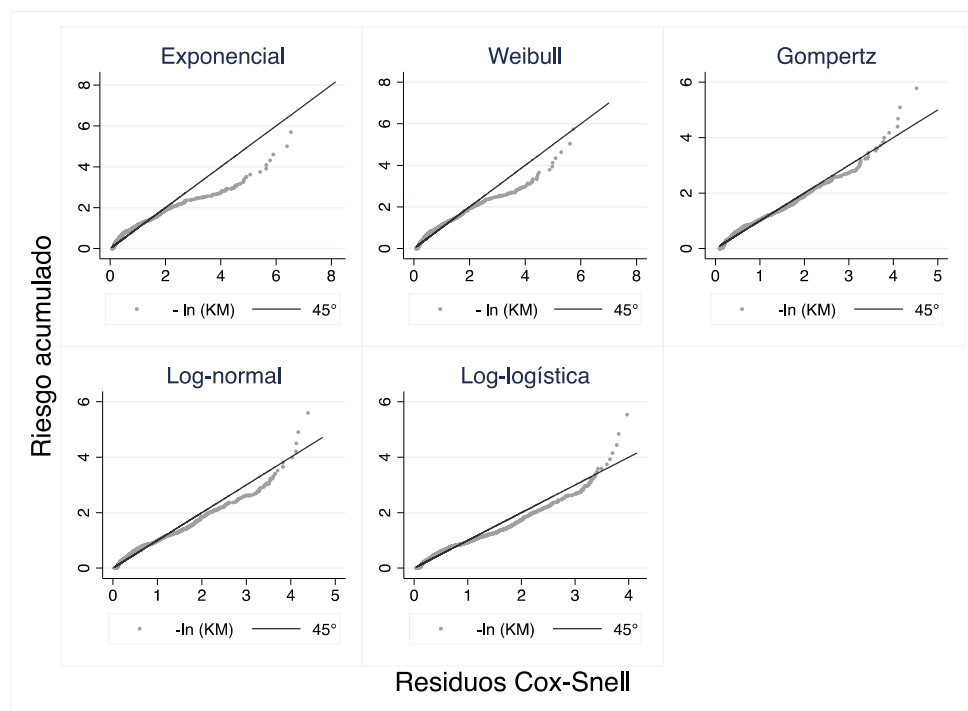 Exponencial
Weibull
Gompertz
8
6
4
2
0
0 2 4 6 8
- ln (KM) 45°
8
6
4
2
0
0 2 4 6 8
- ln (KM) 45°
6
4
2
0
0 1 2 3 4 5
- ln (KM) 45°
Riesgo acumulado
Log-normal
Log-logística
6
4
2
0
0 1 2 3 4 5
-ln (KM) 45°
6
4
2
0
0 1 2 3 4
-ln (KM) 45°
Residuos Cox-Snell